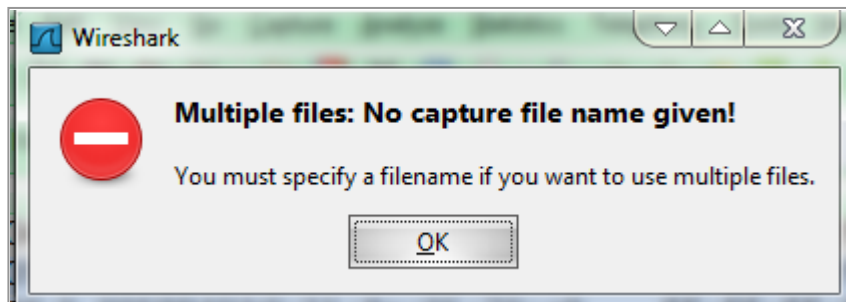 Wireshark
Multiple files: No capture file name given!
You must specify a filename if you want to use multiple files.
OK